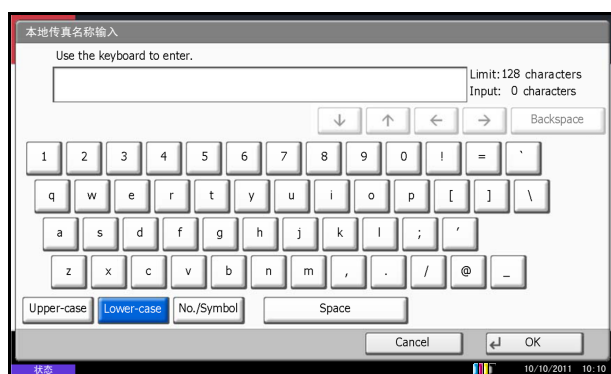 本地传真名称输入
Use the keyboard to enter.
Limit: 128 characters
Input: 0 characters
↓ ↑ ← → Backspace
1 2 3 4 5 6 7 8 9 0 ! = `
q w e r t y u i o p [ ] \
a s d f g h j k l ; '
z x c v b n m , . / @ _
Upper-case Lower-case No./Symbol Space
Cancel ↵ OK
状态 10/10/2011 10:10